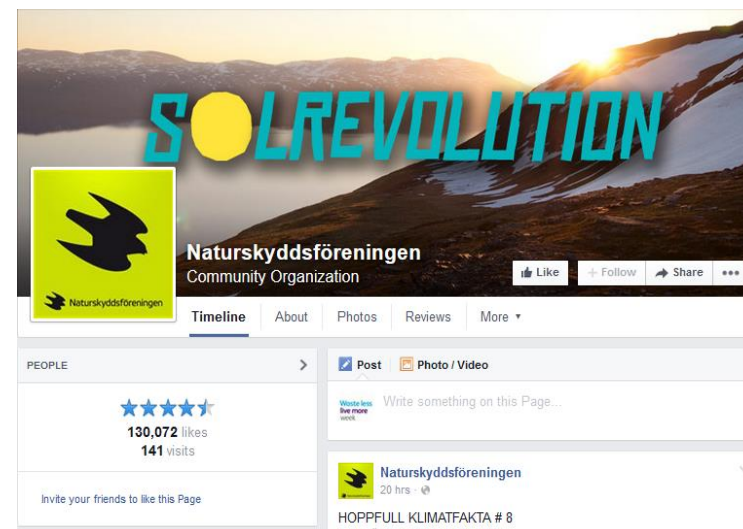 SOLREVOLUTION
Naturskyddsföreningen
Naturskyddsföreningen
Community Organization
Like
+ Follow
Share
•••
Timeline
About
Photos
Reviews
More
PEOPLE
130,072 likes
141 visits
Invite your friends to like this Page
Post
Photo / Video
Waste less
live more
week
Write something on this Page...
Naturskyddsföreningen
20 hrs ·
HOPPFULL KLIMATFAKTA # 8